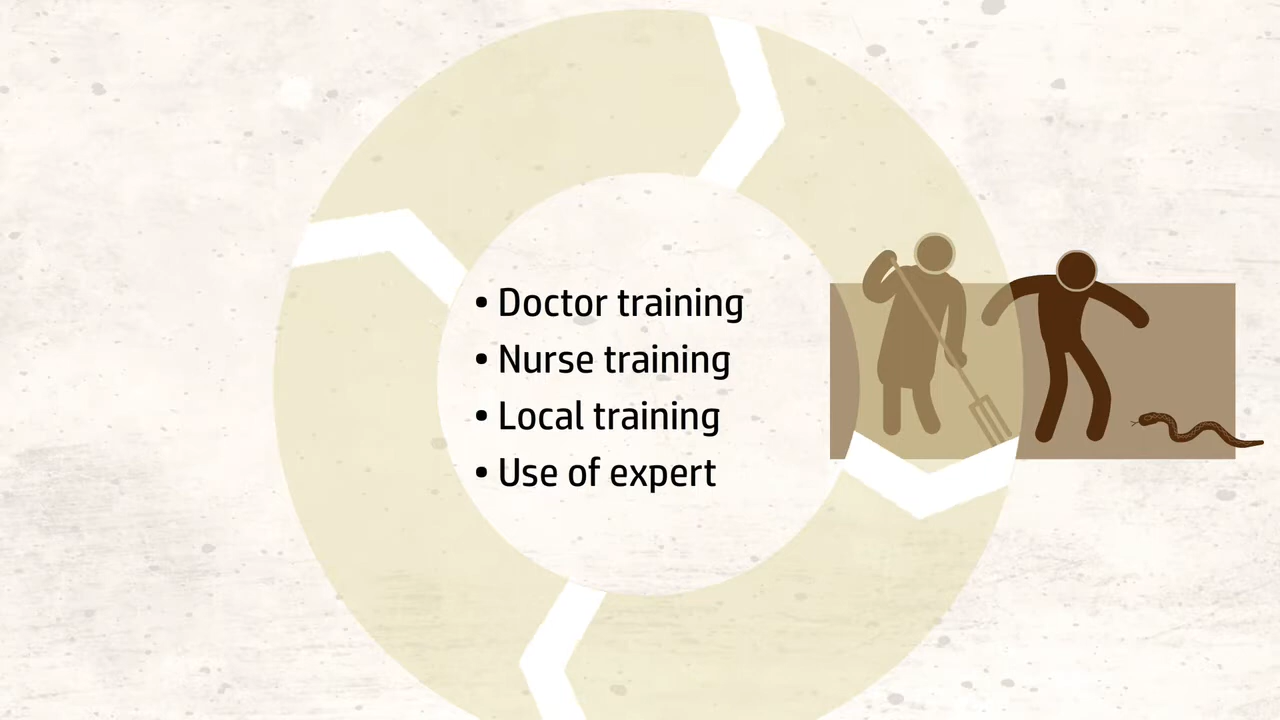 • Doctor training
• Nurse training
• Local training
• Use of expert